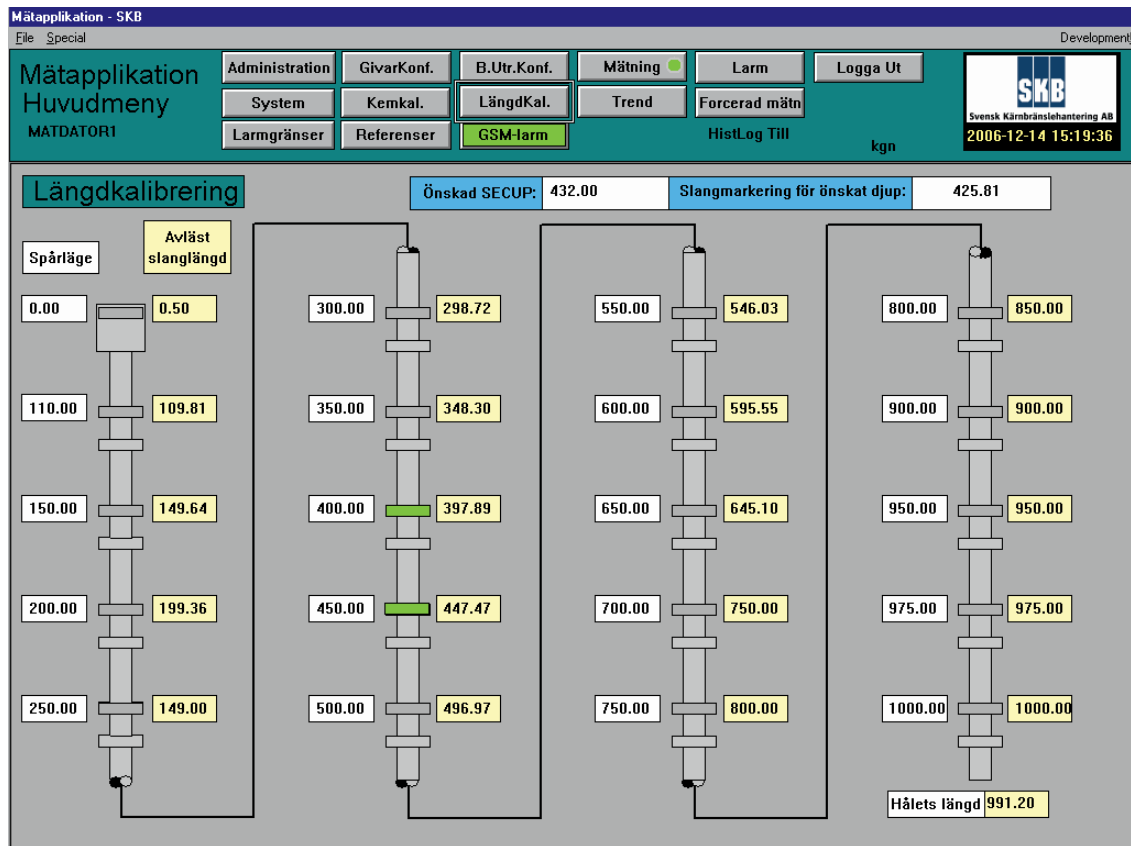 Mätapplikation - SKB
File Special Development
Mätapplikation
Huvudmeny
MATDATOR1
Administration GivarKonf. B.Utr.Konf. Mätning Larm Logga Ut
System Kemkal. LängdKal. Trend Forcerad mätn
Larmgränser Referenser GSM-larm HistLog Till kgn
SKB
Svensk Kärnbränslehantering AB
2006-12-14 15:19:36
Längdkalibrering
Önskad SECUP: 432.00 Slangmarkering för önskat djup: 425.81
Spårläge
Avläst
slanglängd
0.00 0.50 300.00 298.72 550.00 546.03 800.00 850.00
110.00 109.81 350.00 348.30 600.00 595.55 900.00 900.00
150.00 149.64 400.00 397.89 650.00 645.10 950.00 950.00
200.00 199.36 450.00 447.47 700.00 750.00 975.00 975.00
250.00 149.00 500.00 496.97 750.00 800.00 1000.00 1000.00
Hålets längd 991.20